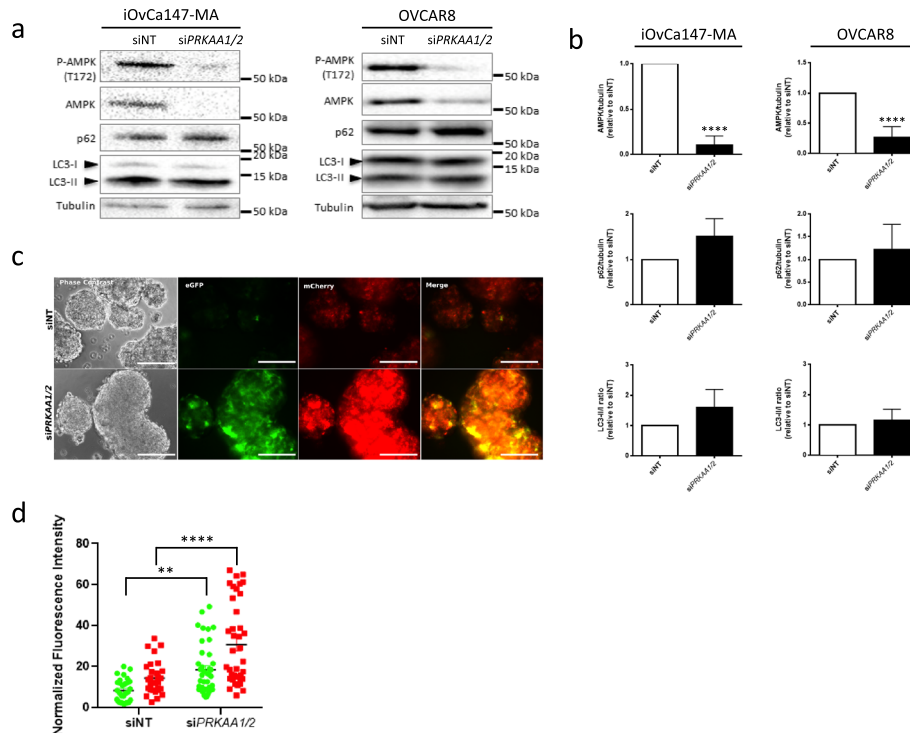 a
iOvCa147-MA
siNT siPRKAA1/2
P-AMPK
(T172)
50 kDa
AMPK
50 kDa
p62
50 kDa
20 kDa
LC3-I
15 kDa
LC3-II
Tubulin
50 kDa
OVCAR8
siNT siPRKAA1/2
P-AMPK
(T172)
50 kDa
AMPK
50 kDa
p62
50 kDa
20 kDa
LC3-I
15 kDa
LC3-II
Tubulin
50 kDa
b
iOvCa147-MA
AMPK/tubulin
(relative to siNT)
1.0
0.5
0.0
****
siNT
siPRKAA1/2
OVCAR8
AMPK/tubulin
(relative to siNT)
1.5
1.0
0.5
0.0
****
siNT
siPRKAA1/2
p62/tubulin
(relative to siNT)
2
1
0
siNT
siPRKAA1/2
p62/tubulin
(relative to siNT)
2.0
1.5
1.0
0.5
0.0
siNT
siPRKAA1/2
LC3-II/I ratio
(relative to siNT)
3
2
1
0
siNT
siPRKAA1/2
LC3-II/I ratio
(relative to siNT)
3
2
1
0
siNT
siPRKAA1/2
c
Phase Contrast eGFP mCherry Merge
siNT
siPRKAA1/2
d
Normalized Fluorescence Intensity
80
60
40
20
0
****
**
siNT siPRKAA1/2